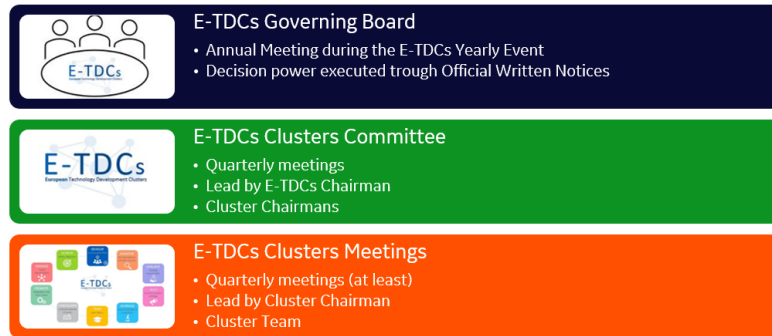 E-TDCs Governing Board
• Annual Meeting during the E-TDCs Yearly Event
• Decision power executed trough Official Written Notices
E-TDCs
E-TDCs Clusters Committee
• Quarterly meetings
• Lead by E-TDCs Chairman
• Cluster Chairmans
E-TDCs
European Technology Development Clusters
E-TDCs Clusters Meetings
• Quarterly meetings (at least)
• Lead by Cluster Chairman
• Cluster Team
E-TDCs